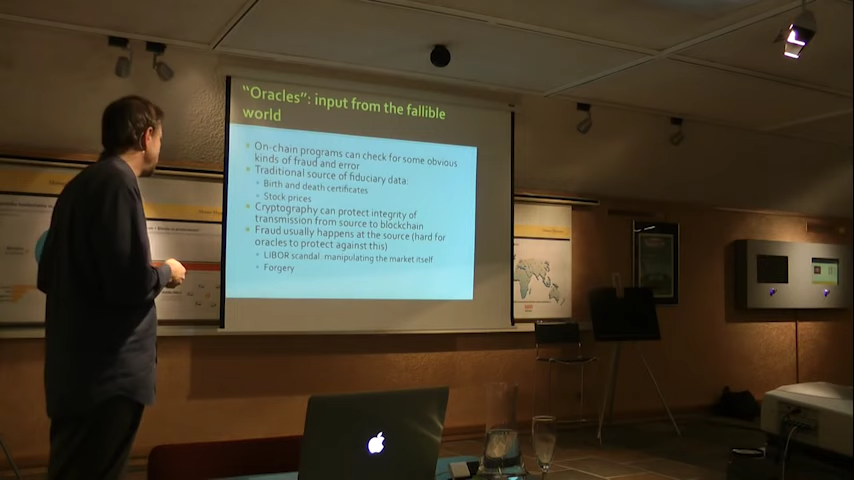 "Oracles": input from the fallible
world
On-chain programs can check for some obvious
kinds of fraud and error
Traditional source of fiduciary data:
Birth and death certificates
Stock prices
Cryptography can protect integrity of
transmission from source to blockchain
Fraud usually happens at the source (hard for
oracles to protect against this)
LIBOR scandal manipulating the market itself
Forgery